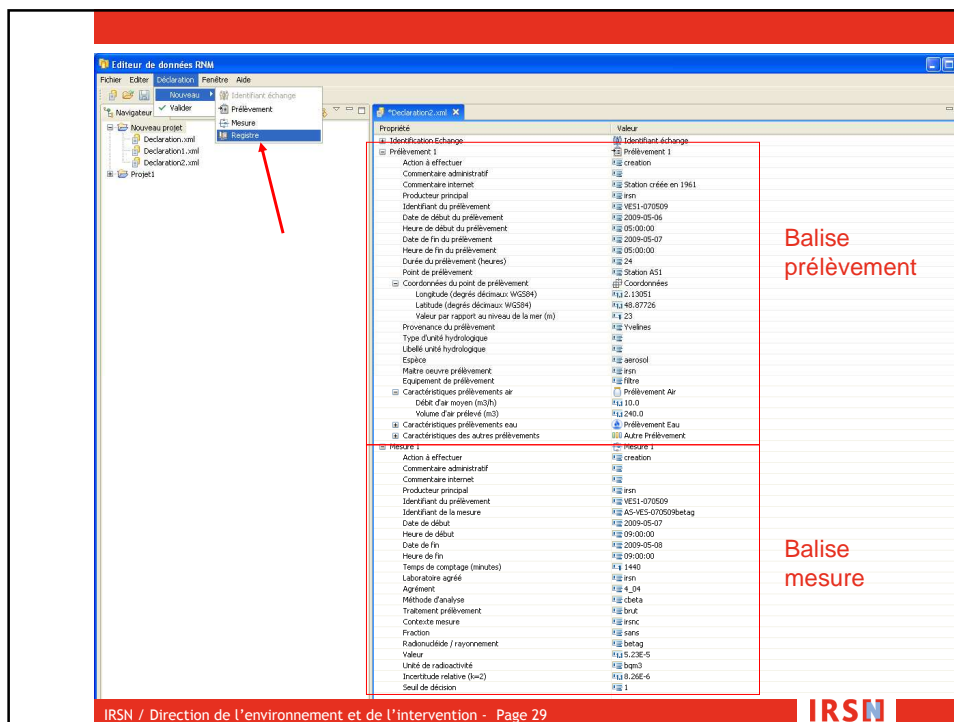 Editeur de données RNM
Fichier Editer Déclaration Fenêtre Aide
Nouveau
Valider
Identifiant échange
Prélèvement
Mesure
Registre
Navigateur
Nouveau projet
Declaration.xml
Declaration1.xml
Declaration2.xml
Projet1
*Declaration2.xml
Propriété Valeur
Identification Echange Identifiant échange
Prélèvement 1 Prélèvement 1
Action à effectuer creation
Commentaire administratif
Commentaire internet Station créée en 1961
Producteur principal irsn
Identifiant du prélèvement VES1-070509
Date de début du prélèvement 2009-05-06
Heure de début du prélèvement 05:00:00
Date de fin du prélèvement 2009-05-07
Heure de fin du prélèvement 05:00:00
Durée du prélèvement (heures) 24
Point de prélèvement Station AS1
Coordonnées du point de prélèvement Coordonnées
Longitude (degrés décimaux WGS84) 2.13051
Latitude (degrés décimaux WGS84) 48.87726
Valeur par rapport au niveau de la mer (m) 23
Provenance du prélèvement Yvelines
Type d'unité hydrologique
Libellé unité hydrologique
Espèce aerosol
Maitre oeuvre prélèvement irsn
Equipement de prélèvement filtre
Caractéristiques prélèvements air Prélèvement Air
Débit d'air moyen (m3/h) 10.0
Volume d'air prélevé (m3) 240.0
Caractéristiques prélèvements eau Prélèvement Eau
Caractéristiques des autres prélèvements Autre Prélèvement
Balise
prélèvement
Mesure 1 Mesure 1
Action à effectuer creation
Commentaire administratif
Commentaire internet
Producteur principal irsn
Identifiant du prélèvement VES1-070509
Identifiant de la mesure AS-VES-070509betag
Date de début 2009-05-07
Heure de début 09:00:00
Date de fin 2009-05-08
Heure de fin 09:00:00
Temps de comptage (minutes) 1440
Laboratoire agréé irsn
Agrément 4_04
Méthode d'analyse cbeta
Traitement prélèvement brut
Contexte mesure irsnc
Fraction sans
Radionucléide / rayonnement betag
Valeur 5.23E-5
Unité de radioactivité bqm3
Incertitude relative (k=2) 8.26E-6
Seuil de décision 1
Balise
mesure
IRSN / Direction de l'environnement et de l'intervention - Page 29
IRSN